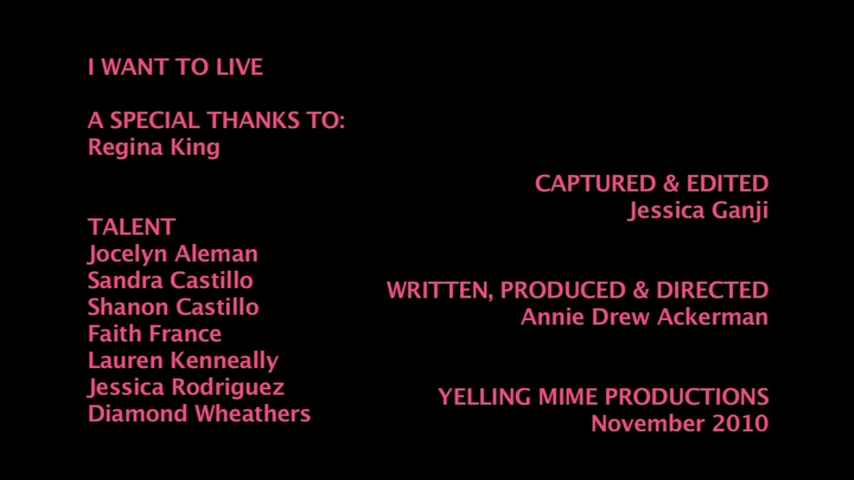 I WANT TO LIVE
A SPECIAL THANKS TO:
Regina King
TALENT
Jocelyn Aleman
Sandra Castillo
Shanon Castillo
Faith France
Lauren Kenneally
Jessica Rodriguez
Diamond Wheathers
CAPTURED & EDITED
Jessica Ganji
WRITTEN, PRODUCED & DIRECTED
Annie Drew Ackerman
YELLING MIME PRODUCTIONS
November 2010